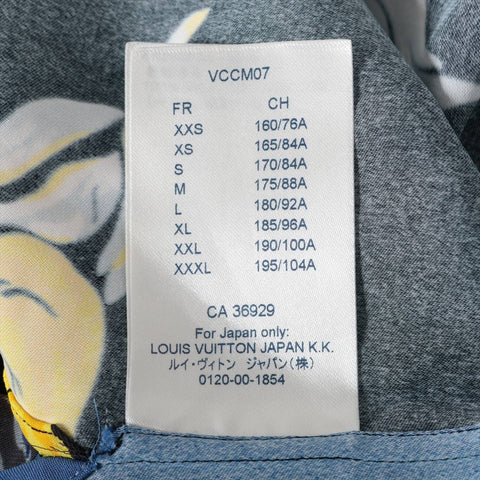 VCCM07
FR CH
XXS 160/76A
XS 165/84A
S 170/84A
M 175/88A
L 180/92A
XL 185/96A
XXL 190/100A
XXXL 195/104A
CA 36929
For Japan only:
LOUIS VUITTON JAPAN K.K.
ルイ・ヴィトン ジャパン(株)
0120-00-1854